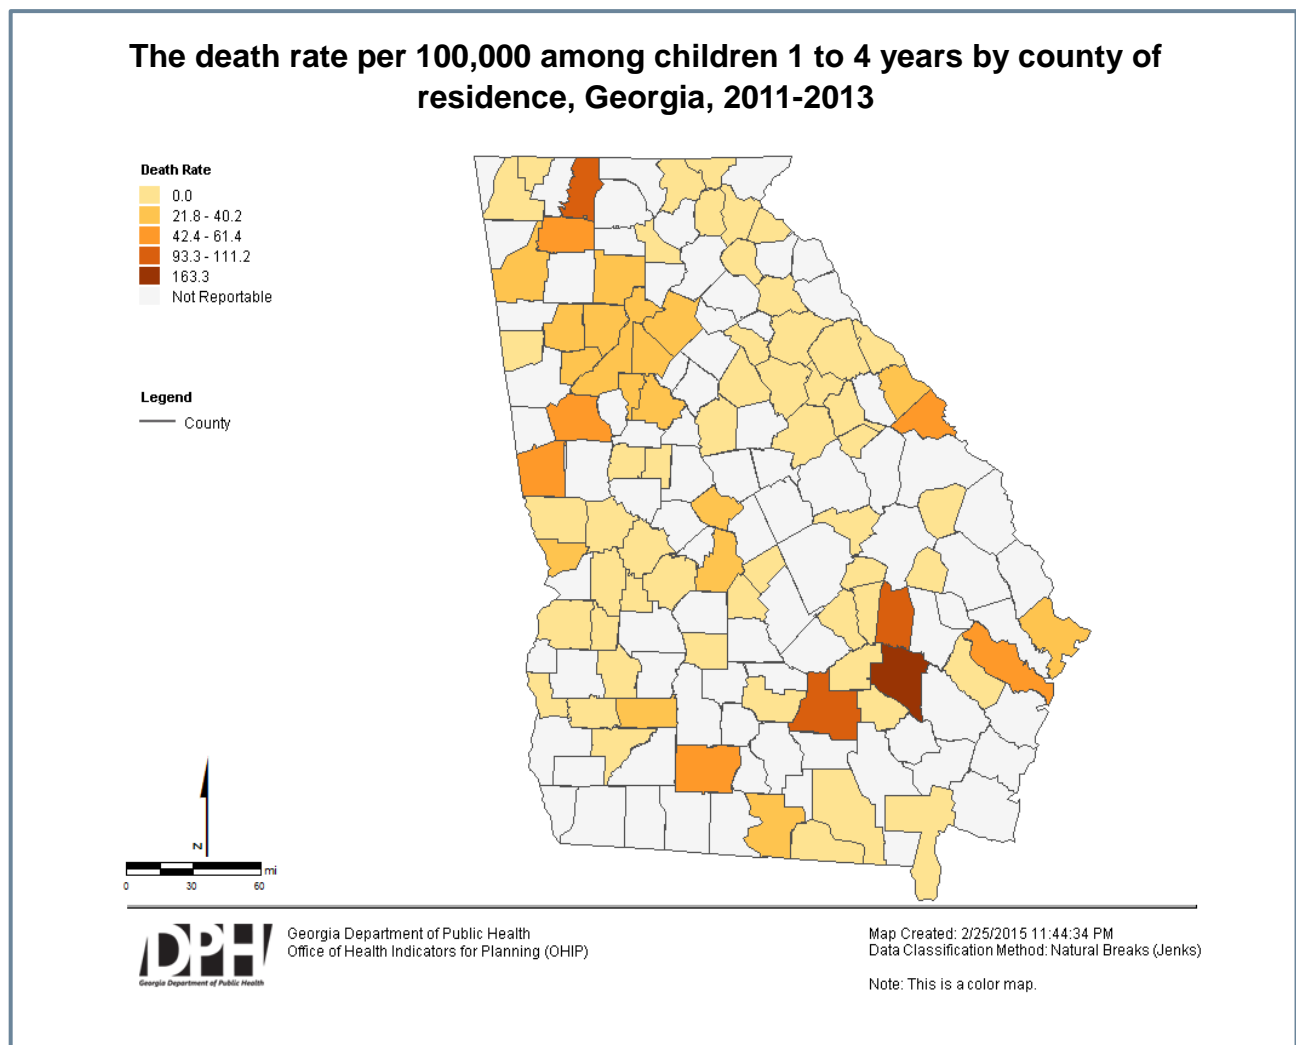 The death rate per 100,000 among children 1 to 4 years by county of
residence, Georgia, 2011-2013
Death Rate
0.0
21.8 - 40.2
42.4 - 61.4
93.3 - 111.2
163.3
Not Reportable
Legend
County
N
mi
0 30 60
DPH
Georgia Department of Public Health
Georgia Department of Public Health
Office of Health Indicators for Planning (OHIP)
Map Created: 2/25/2015 11:44:34 PM
Data Classification Method: Natural Breaks (Jenks)
Note: This is a color map.